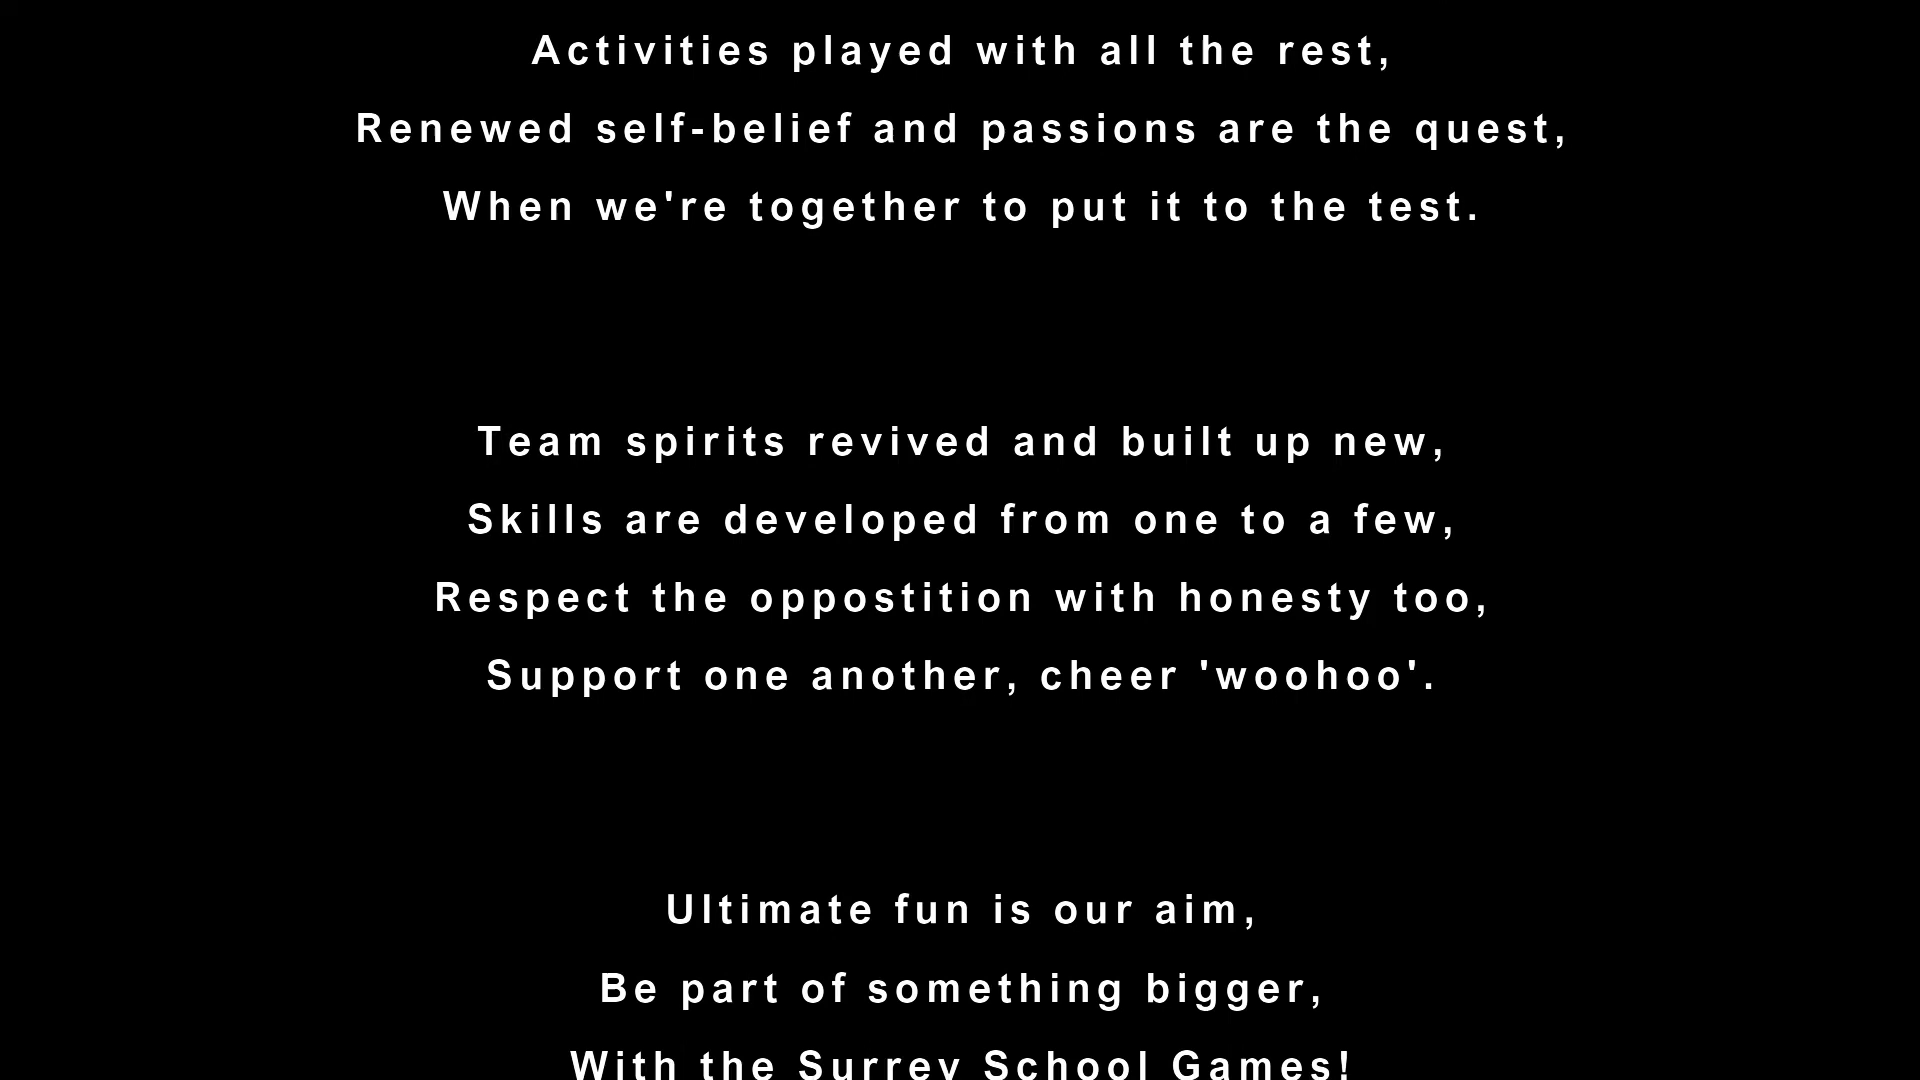 Activities played with all the rest,
Renewed self-belief and passions are the quest,
When we're together to put it to the test.
Team spirits revived and built up new,
Skills are developed from one to a few,
Respect the oppostition with honesty too,
Support one another, cheer 'woohoo'.
Ultimate fun is our aim,
Be part of something bigger,
With the Surrey School Games!